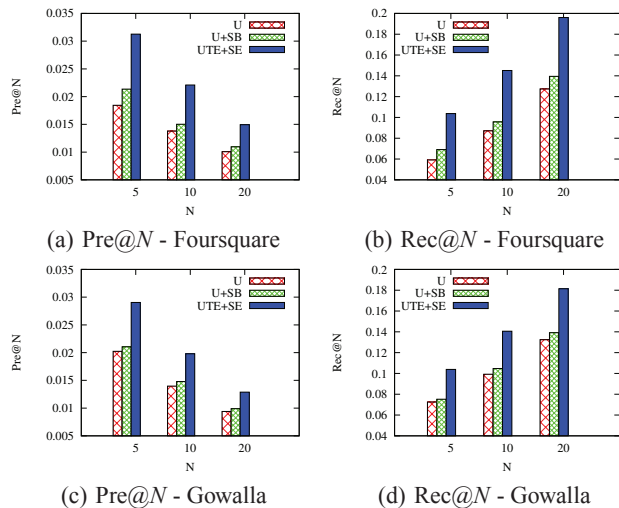 0.035
0.03
0.025
0.02
0.015
0.01
0.005
Pre@N
U
U+SB
UTE+SE
5 10 20
N
(a) Pre@N - Foursquare
0.2
0.18
0.16
0.14
0.12
0.1
0.08
0.06
0.04
Rec@N
U
U+SB
UTE+SE
5 10 20
N
(b) Rec@N - Foursquare
0.035
0.03
0.025
0.02
0.015
0.01
0.005
Pre@N
U
U+SB
UTE+SE
5 10 20
N
(c) Pre@N - Gowalla
0.2
0.18
0.16
0.14
0.12
0.1
0.08
0.06
0.04
Rec@N
U
U+SB
UTE+SE
5 10 20
N
(d) Rec@N - Gowalla